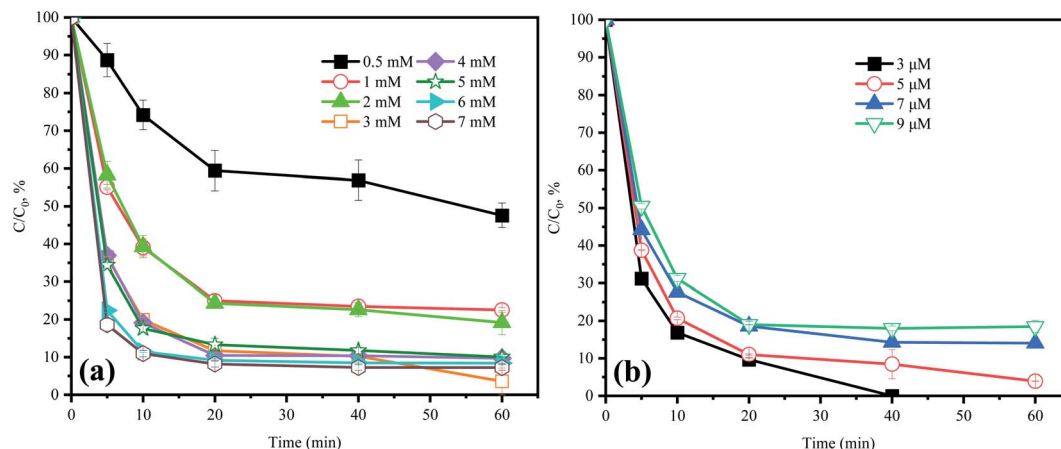 100
90
80
70
60
50
40
30
20
10
0
C/C₀, %
0.5 mM
1 mM
2 mM
3 mM
4 mM
5 mM
6 mM
7 mM
(a)
0 10 20 30 40 50 60
Time (min)
100
90
80
70
60
50
40
30
20
10
0
C/C₀, %
3 μM
5 μM
7 μM
9 μM
(b)
0 10 20 30 40 50 60
Time (min)